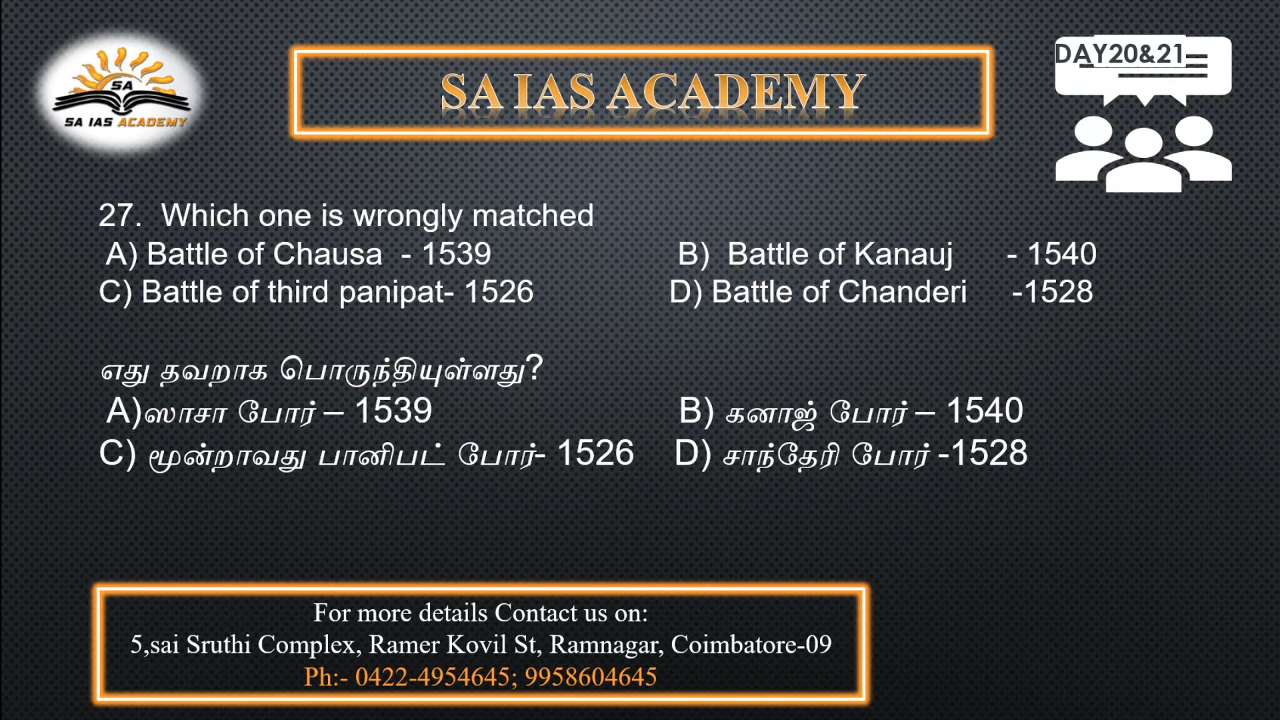 SA
SA IAS ACADEMY
SA IAS ACADEMY
DAY20&21
27. Which one is wrongly matched
A) Battle of Chausa - 1539 B) Battle of Kanauj - 1540
C) Battle of third panipat- 1526 D) Battle of Chanderi -1528
எது தவறாக பொருந்தியுள்ளது?
A)ஸாசா போர் – 1539 B) கனாஜ் போர் – 1540
C) மூன்றாவது பானிபட் போர்- 1526 D) சாந்தேரி போர் -1528
For more details Contact us on:
5,sai Sruthi Complex, Ramer Kovil St, Ramnagar, Coimbatore-09
Ph:- 0422-4954645; 9958604645